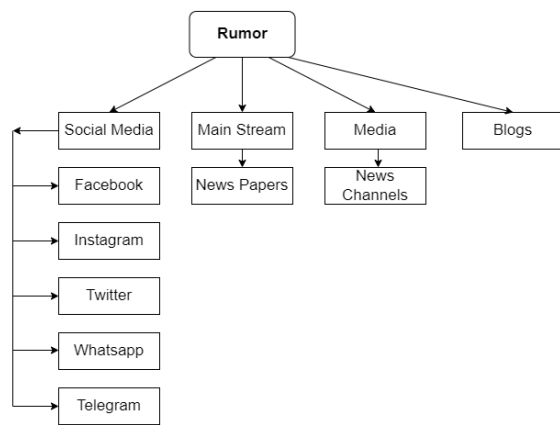 Rumor
Social Media
Main Stream
Media
Blogs
Facebook
News Papers
News
Channels
Instagram
Twitter
Whatsapp
Telegram